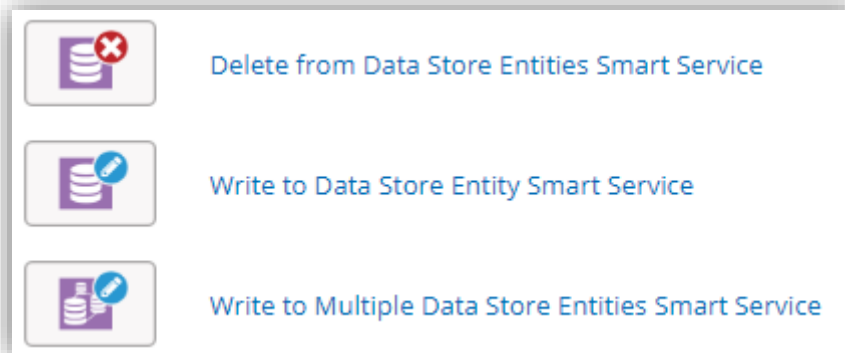 Delete from Data Store Entities Smart Service
Write to Data Store Entity Smart Service
Write to Multiple Data Store Entities Smart Service